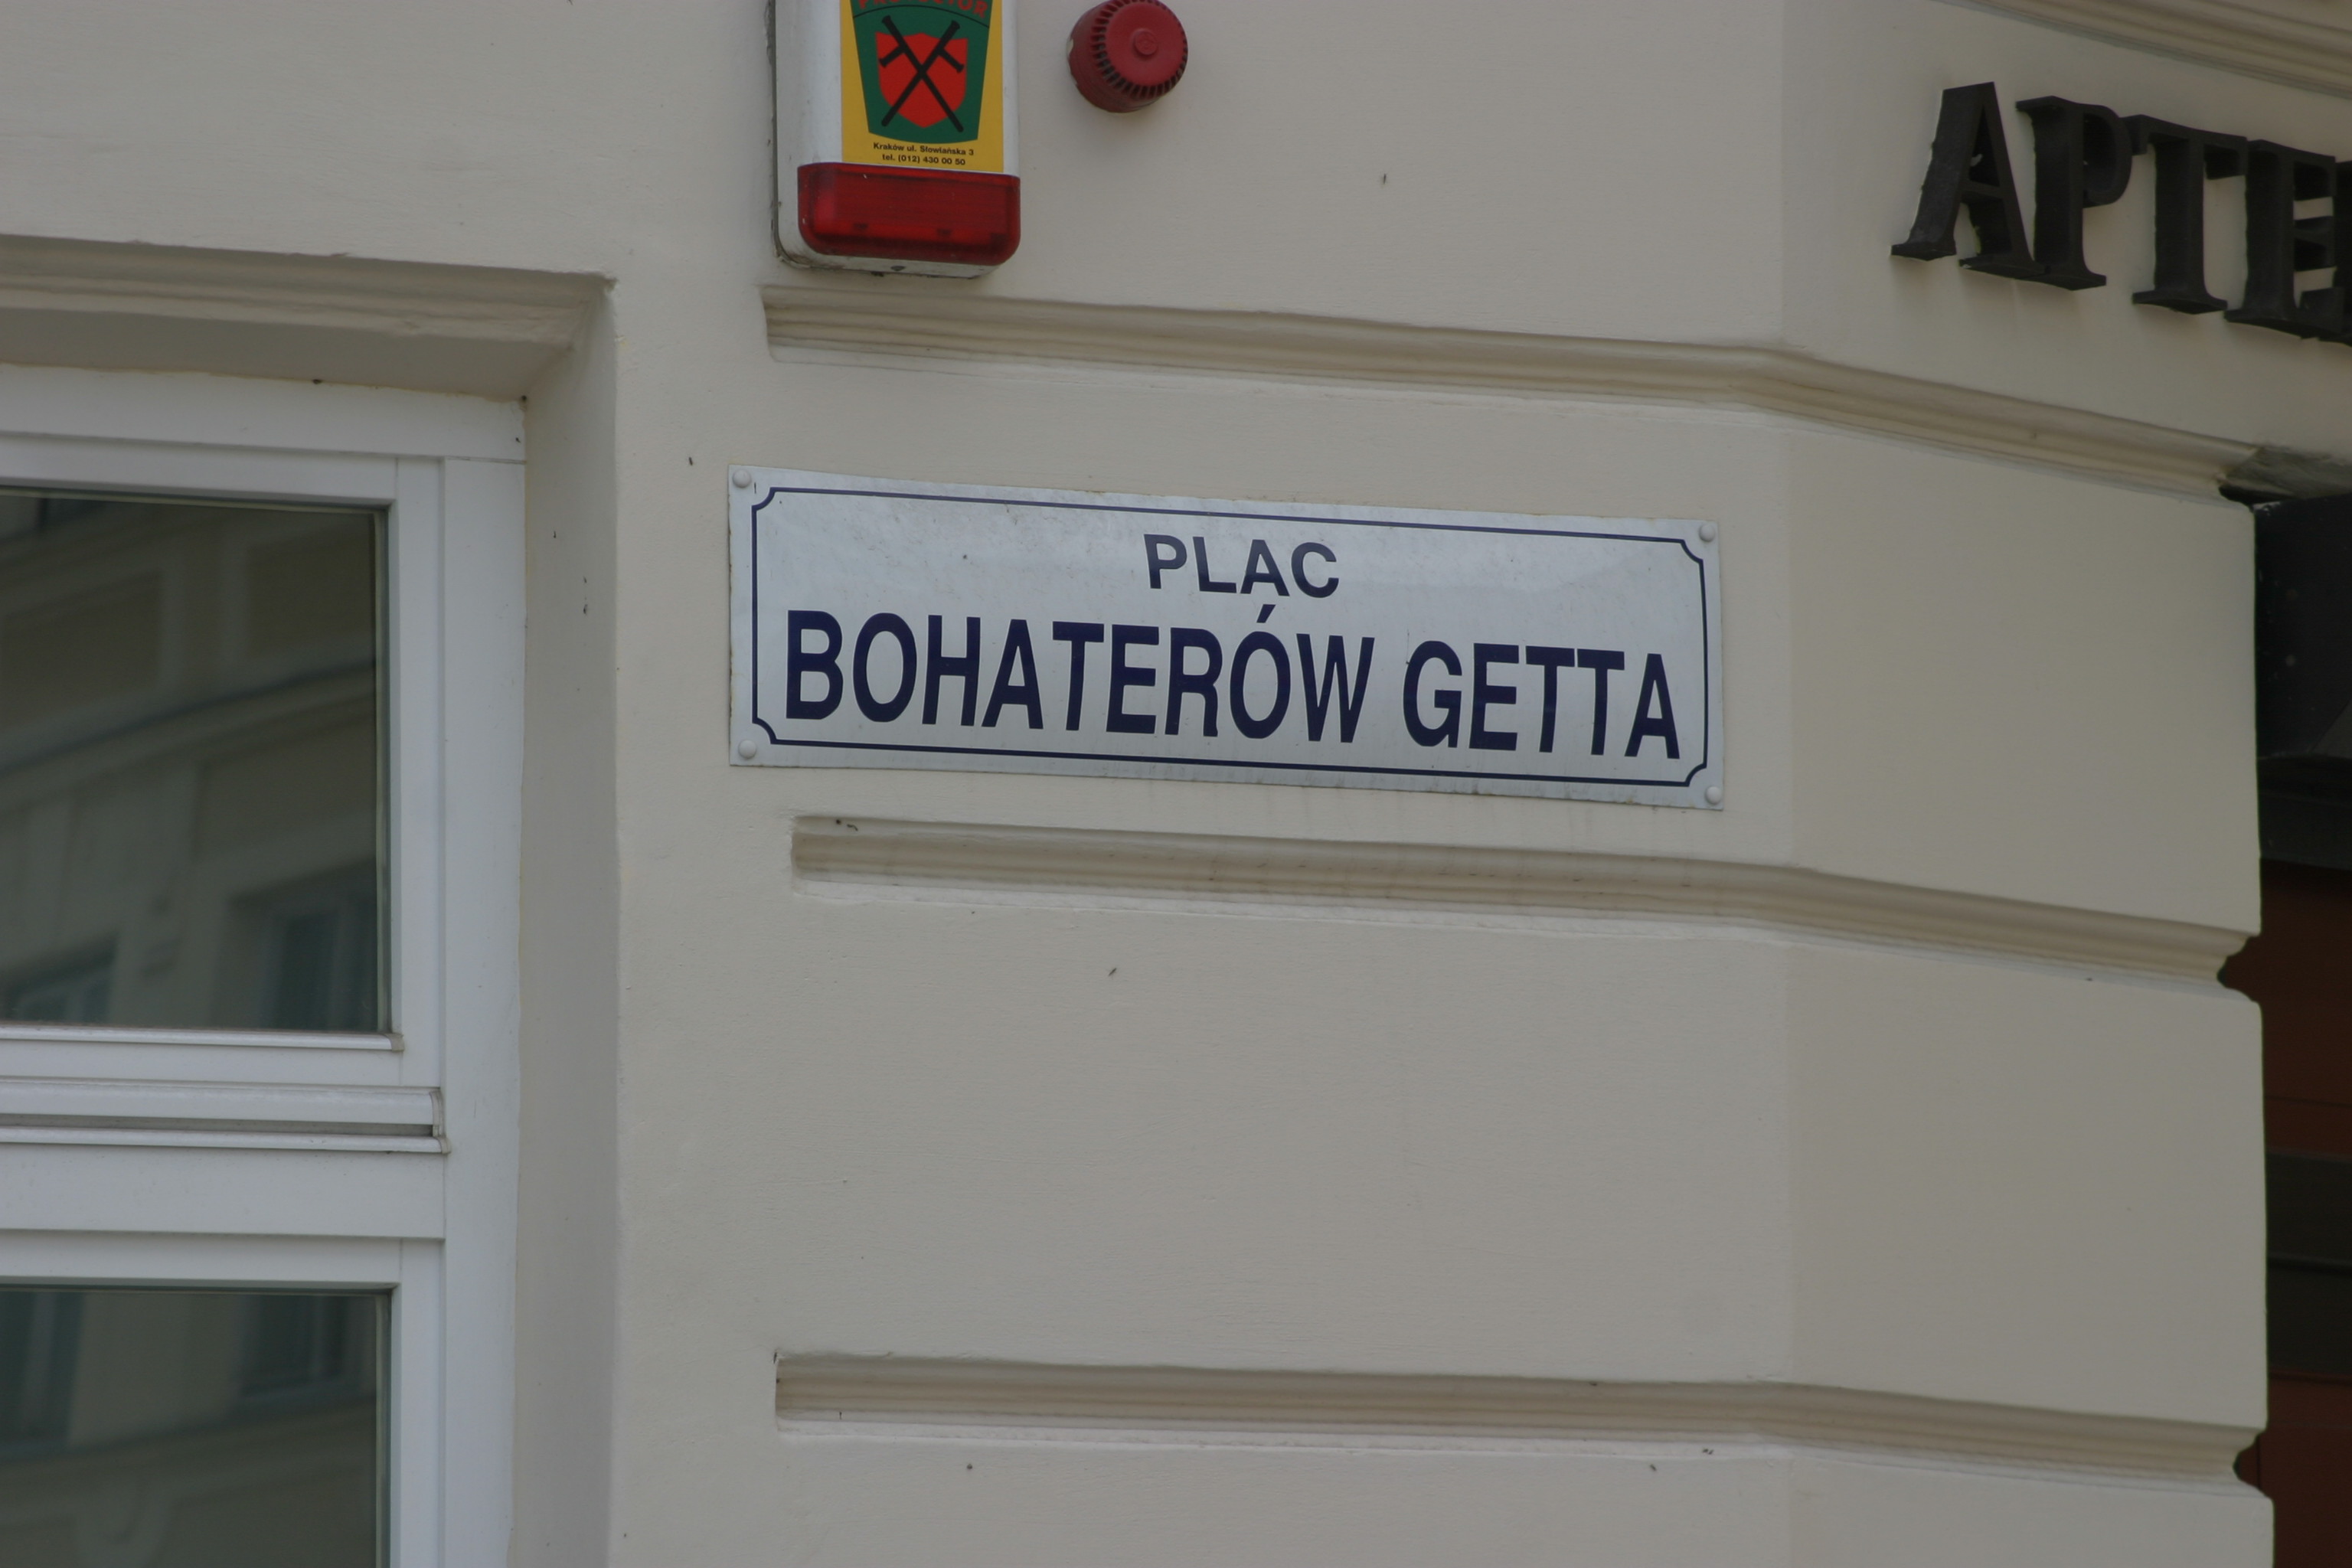 Kraków ul. Słowiańska 3
tel. (012) 430 00 50
APTE
PLAC
BOHATERÓW GETTA